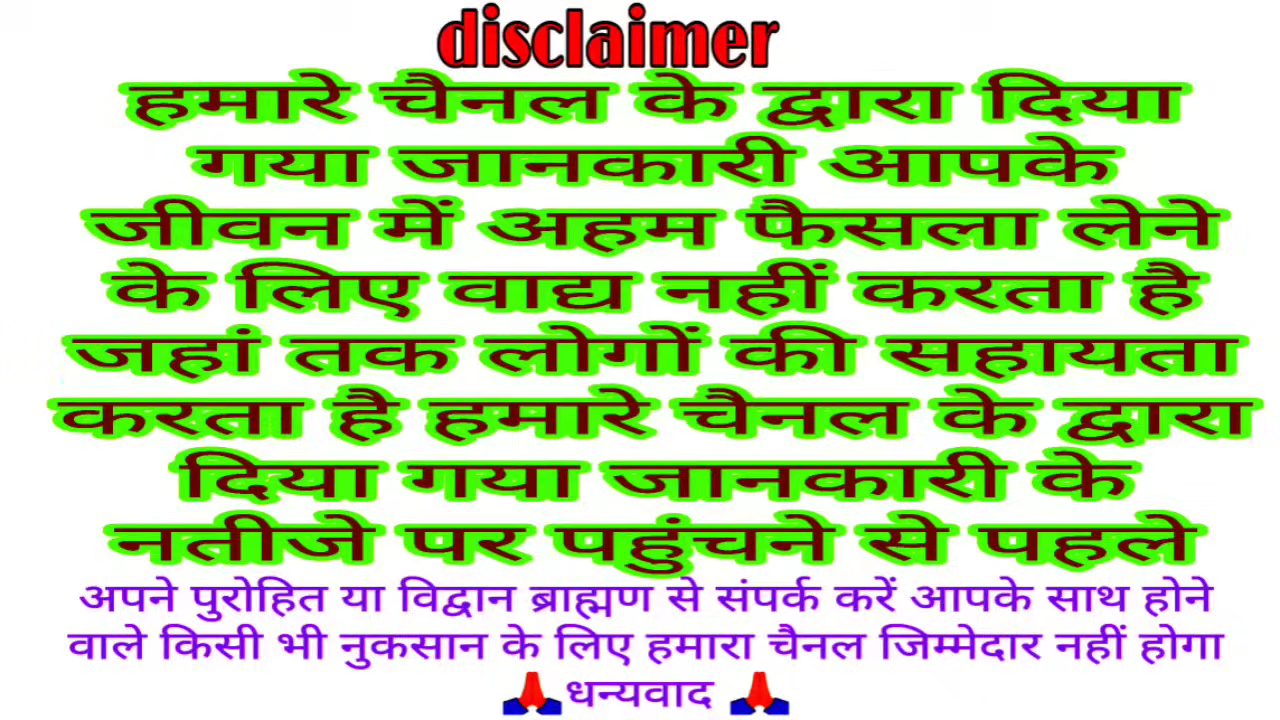 disclaimer
हमारे चैनल के द्वारा दिया
गया जानकारी आपके
जीवन में अहम फैसला लेने
के लिए वाद्य नहीं करता है
जहां तक लोगों की सहायता
करता है हमारे चैनल के द्वारा
दिया गया जानकारी के
नतीजे पर पहुंचने से पहले
अपने पुरोहित या विद्वान ब्राह्मण से संपर्क करें आपके साथ होने
वाले किसी भी नुकसान के लिए हमारा चैनल जिम्मेदार नहीं होगा
🙏धन्यवाद 🙏